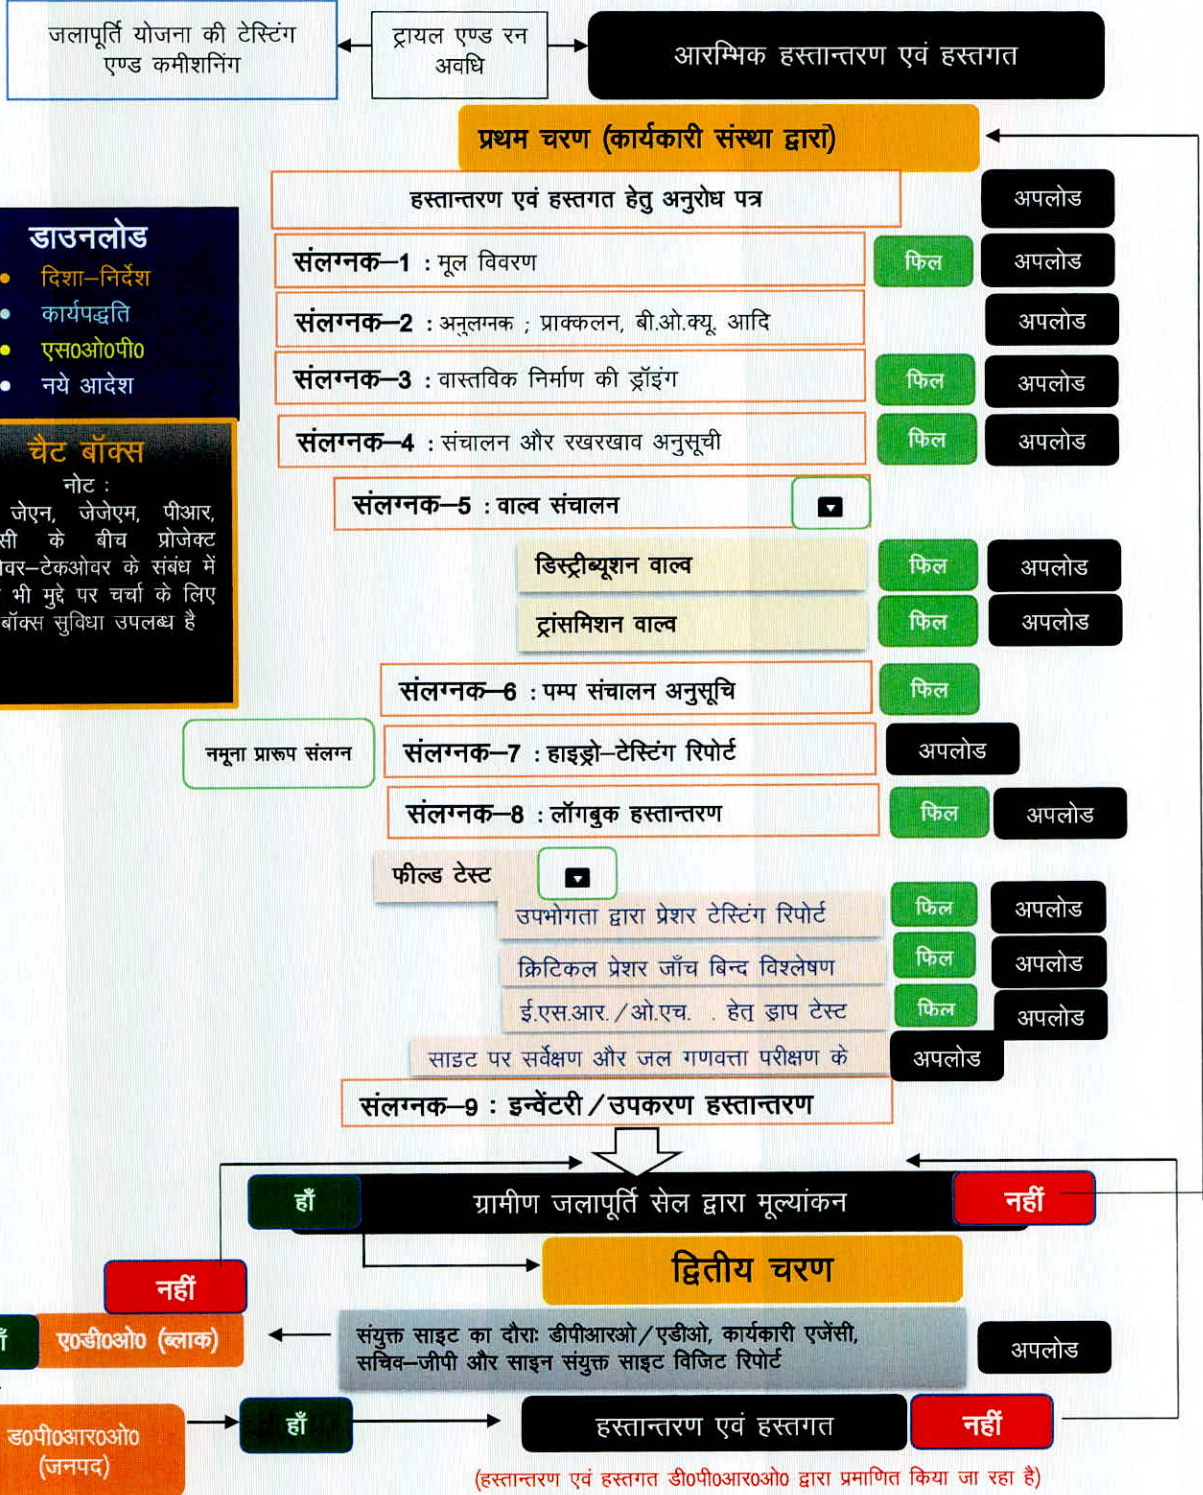 जलापूर्ति योजना की टेस्टिंग
एण्ड कमीशनिंग
ट्रायल एण्ड रन
अवधि
आरम्भिक हस्तान्तरण एवं हस्तगत
प्रथम चरण (कार्यकारी संस्था द्वारा)
हस्तान्तरण एवं हस्तगत हेतु अनुरोध पत्र
अपलोड
डाउनलोड
• दिशा–निर्देश
• कार्यपद्धति
• एस0ओ0पी0
• नये आदेश
संलग्नक–1 : मूल विवरण
फिल
अपलोड
संलग्नक–2 : अनुलग्नक ; प्राक्कलन, बी.ओ.क्यू. आदि
अपलोड
संलग्नक–3 : वास्तविक निर्माण की ड्रॉइंग
फिल
अपलोड
संलग्नक–4 : संचालन और रखरखाव अनुसूची
फिल
अपलोड
चैट बॉक्स
नोट :
जेएन, जेजेएम, पीआर,
के बीच प्रोजेक्ट
के संबंध में
भी मुद्दे पर चर्चा के लिए
बॉक्स सुविधा उपलब्ध है
संलग्नक–5 : वाल्व संचालन
डिस्ट्रीब्यूशन वाल्व
फिल
अपलोड
ट्रांसमिशन वाल्व
फिल
अपलोड
संलग्नक–6 : पम्प संचालन अनुसूचि
फिल
नमूना प्रारूप संलग्न
संलग्नक–7 : हाइड्रो–टेस्टिंग रिपोर्ट
अपलोड
संलग्नक–8 : लॉगबुक हस्तान्तरण
फिल
अपलोड
फील्ड टेस्ट
उपभोगता द्वारा प्रेशर टेस्टिंग रिपोर्ट
फिल
अपलोड
क्रिटिकल प्रेशर जाँच बिन्द विश्लेषण
फिल
अपलोड
ई.एस.आर./ओ.एच. . हेतु ड्राप टेस्ट
फिल
अपलोड
साइट पर सर्वेक्षण और जल गणवत्ता परीक्षण के
अपलोड
संलग्नक–9 : इन्वेंटरी/उपकरण हस्तान्तरण
हाँ
ग्रामीण जलापूर्ति सेल द्वारा मूल्यांकन
नहीं
द्वितीय चरण
नहीं
ए0डी0ओ0 (ब्लाक)
संयुक्त साइट का दौराः डीपीआरओ/एडीओ, कार्यकारी एजेंसी,
सचिव–जीपी और साइन संयुक्त साइट विजिट रिपोर्ट
अपलोड
ड0पी0आर0ओ0
(जनपद)
हाँ
हस्तान्तरण एवं हस्तगत
नहीं
(हस्तान्तरण एवं हस्तगत डी0पी0आर0ओ0 द्वारा प्रमाणित किया जा रहा है)